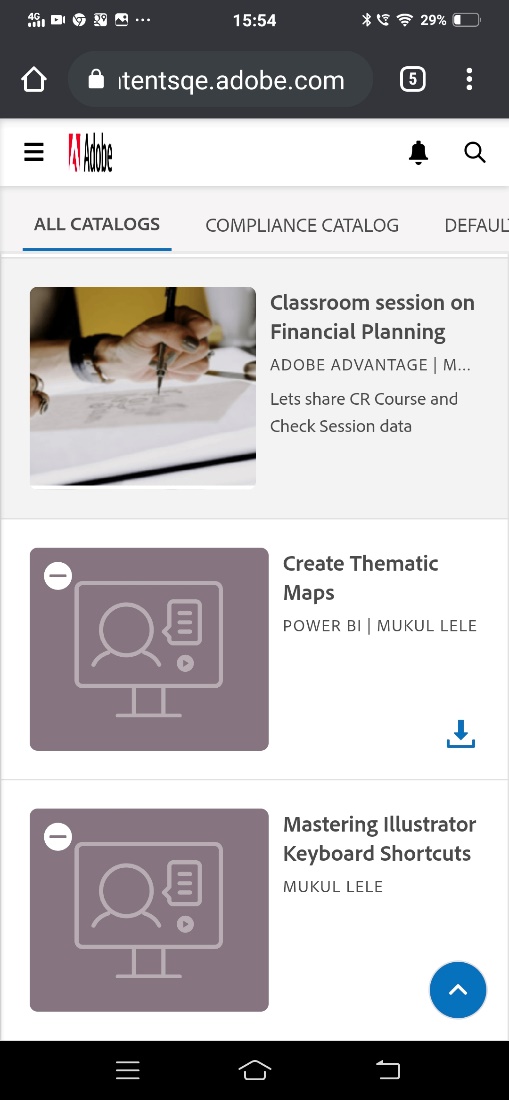 4G 15:54 29%
ntentsqe.adobe.com 5
Adobe
ALL CATALOGS COMPLIANCE CATALOG DEFAUL
Classroom session on
Financial Planning
ADOBE ADVANTAGE | M...
Lets share CR Course and
Check Session data
Create Thematic
Maps
POWER BI | MUKUL LELE
Mastering Illustrator
Keyboard Shortcuts
MUKUL LELE